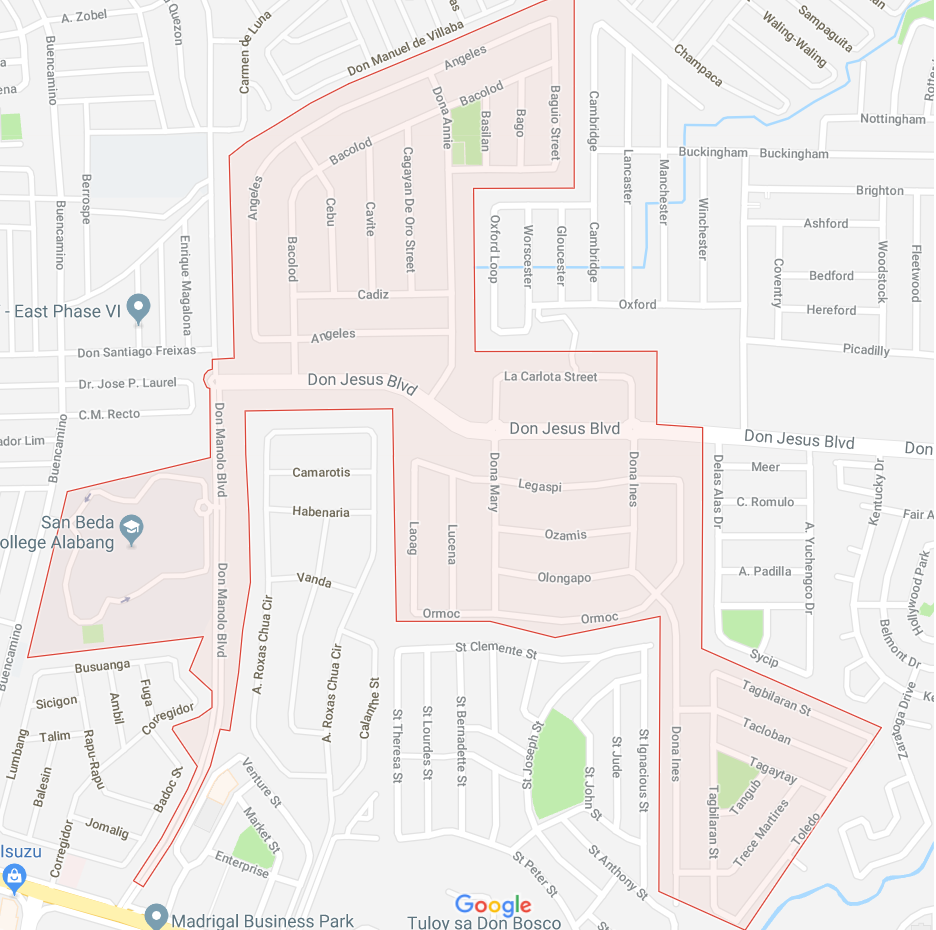 A. Zobel
Quezon
Carmen de Luna
Don Manuel de Villaba
Buencamino
Angeles
Bacolod
Dona Annie
Basilan
Bago
Baguio Street
Cambridge
Champaca
Waling-Waling
Sampaguita
Nottingham
Buckingham
Buckingham
Bacolod
Cagayan De Oro Street
Lancaster
Manchester
Winchester
Brighton
Berrospe
Buencamino
Enrique Magalona
Angeles
Bacolod
Cebu
Cavite
Oxford Loop
Worscester
Gloucester
Cambridge
Ashford
Woodstock
Fleetwood
Coventry
Bedford
Hereford
- East Phase VI
Cadiz
Oxford
Angeles
Picadilly
Don Santiago Freixas
Dr. Jose P. Laurel
C.M. Recto
Don Jesus Blvd
La Carlota Street
Don Jesus Blvd
Don Jesus Blvd
Don
ador Lim
Buencamino
Don Manolo Blvd
Camarotis
Habenaria
Vanda
Dona Mary
Dona Ines
Legaspi
Laoag
Lucena
Ozamis
Olongapo
Ormoc
Ormoc
Delas Alas Dr
Meer
C. Romulo
A. Padilla
A. Yuchengco Dr
Sycip
Kentucky Dr
Fair A
Hollywood Park
Belmont Dr
Zaratoga Drive
Ke
San Beda
ollege Alabang
Don Manolo Blvd
A. Roxas Chua Cir
A. Roxas Chua Cir
Calanthe St
Buencamino
Busuanga
Sicigon
Ambil
Fuga
Corregidor
Talim
Lumbang
Rapu-Rapu
Balesin
Badoc St.
Jomalig
Corregidor
St Clemente St
St Theresa St
St Lourdes St
St Bernadette St
St Joseph St
St John St
St Jude
St Ignacious St
St Anthony St
St Peter St
Dona Ines
Tagbilaran St
Tacloban
Tagaytay
Tangub
Tagbilaran St
Trece Martires
Toledo
Venture St
Market St
Enterprise
Isuzu
Madrigal Business Park
Google
Tuloy sa Don Bosco